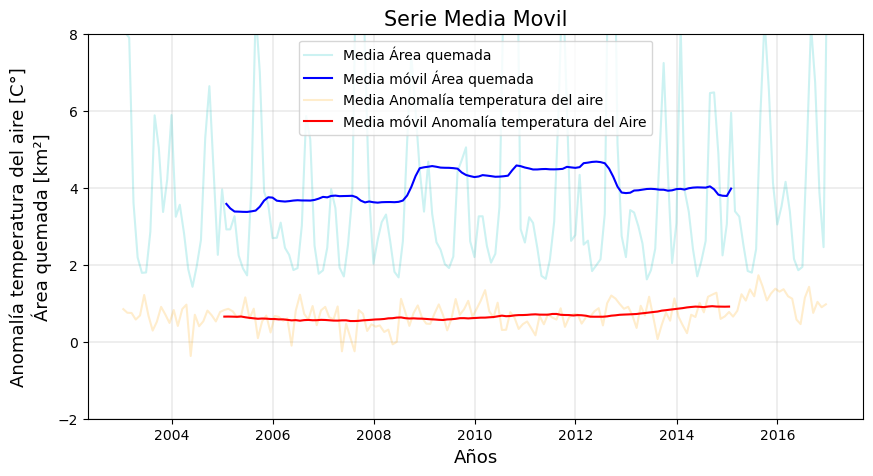 Serie Media Movil
Media Área quemada
Media móvil Área quemada
Media Anomalía temperatura del aire
Media móvil Anomalía temperatura del Aire
Anomalía temperatura del aire [C°]
Área quemada [km²]
8
6
4
2
0
−2
2004
2006
2008
2010
2012
2014
2016
Años